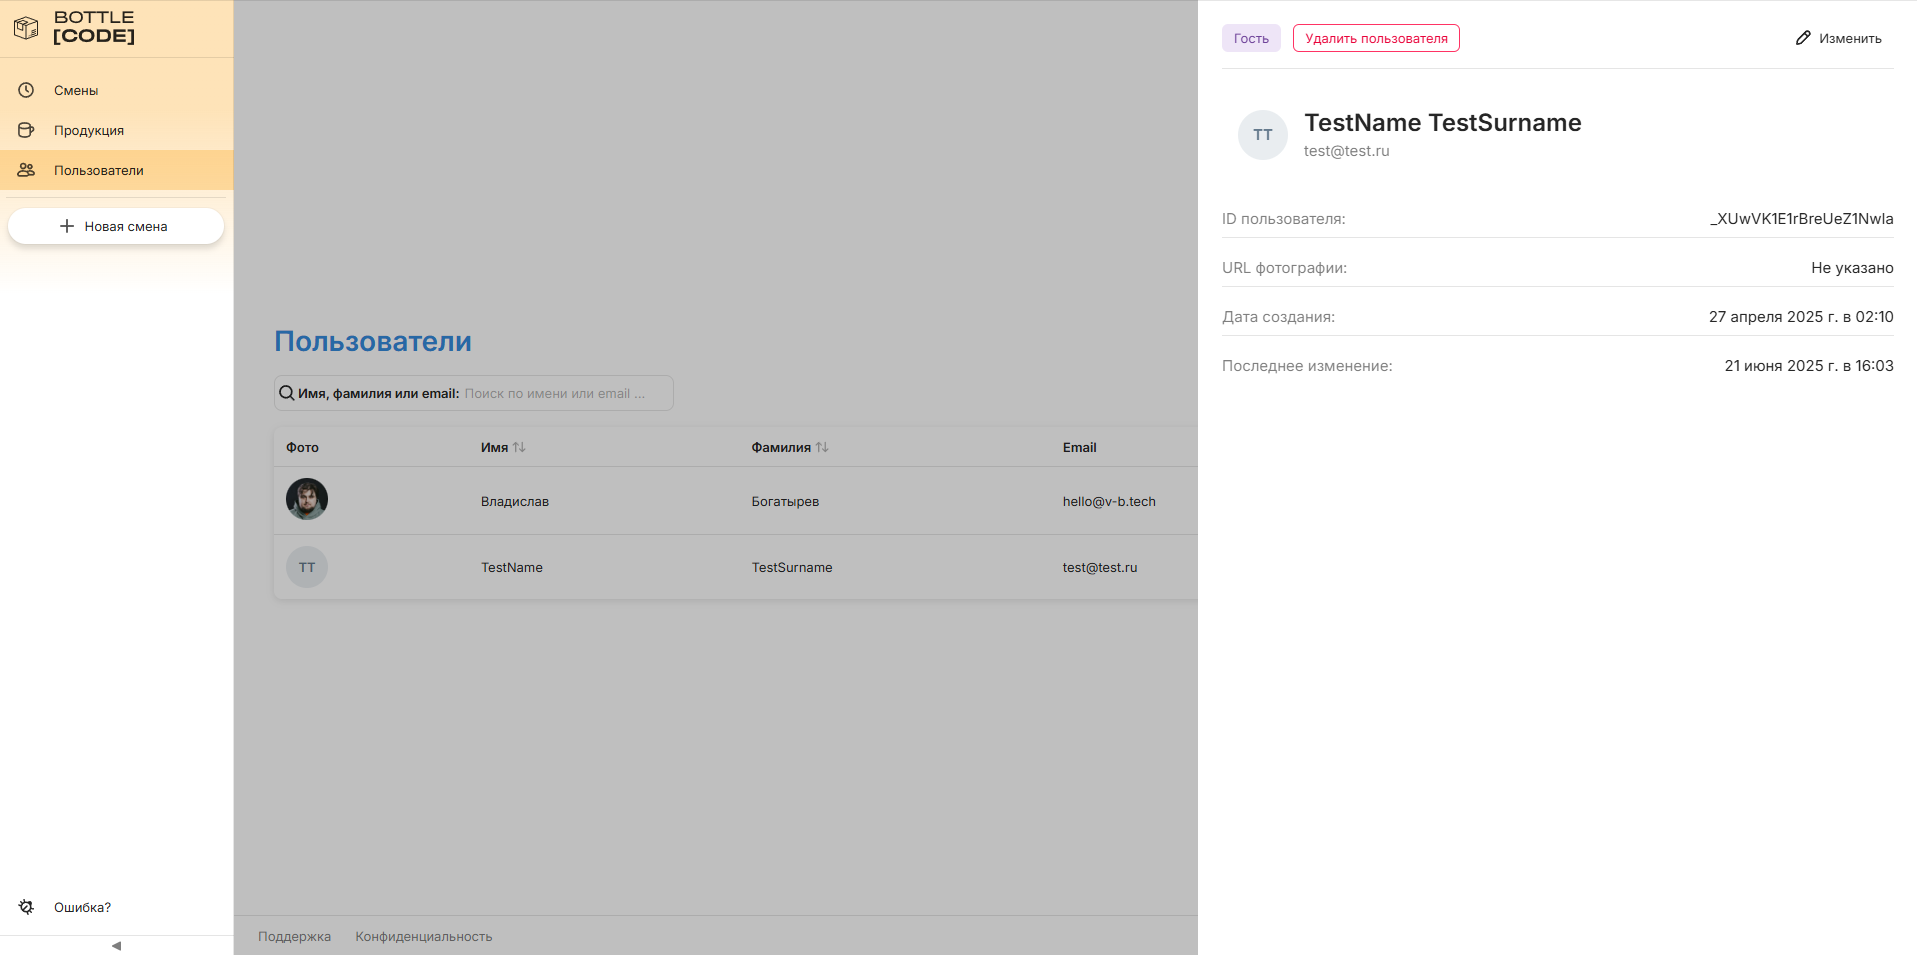 BOTTLE
[CODE]
Смены
Продукция
Пользователи
Новая смена
Ошибка?
Пользователи
Имя, фамилия или email: Поиск по имени или email ...
Фото Имя Фамилия Email
Владислав Богатырев hello@v-b.tech
TT TestName TestSurname test@test.ru
Поддержка Конфиденциальность
Гость Удалить пользователя Изменить
TT
TestName TestSurname
test@test.ru
ID пользователя: _XUwVK1E1rBreUeZ1Nwla
URL фотографии: Не указано
Дата создания: 27 апреля 2025 г. в 02:10
Последнее изменение: 21 июня 2025 г. в 16:03